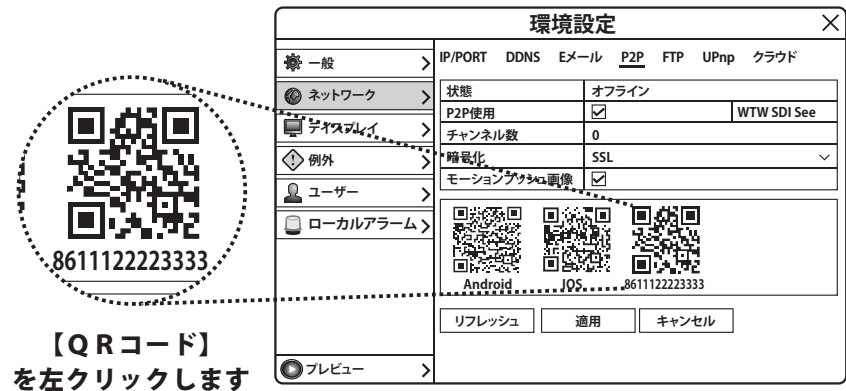 環境設定
一般
ネットワーク
ディスプレイ
例外
ユーザー
ローカルアラーム
プレビュー
IP/PORT DDNS Eメール P2P FTP UPnp クラウド
状態 オフライン
P2P使用 WTW SDI See
チャンネル数 0
暗号化 SSL
モーションプッシュ画像
Android IOS 8611122223333
リフレッシュ 適用 キャンセル
8611122223333
【QRコード】
を左クリックします